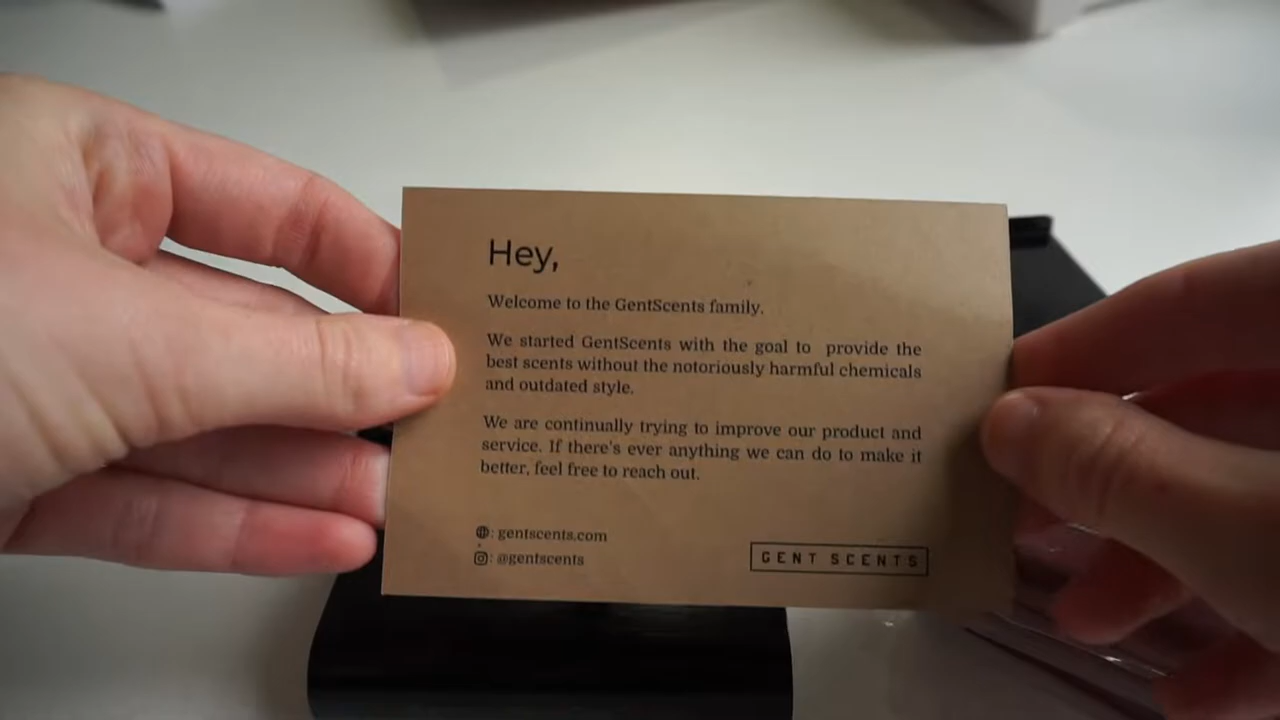 Hey,
Welcome to the GentScents family.
We started GentScents with the goal to provide the
best scents without the notoriously harmful chemicals
and outdated style.
We are continually trying to improve our product and
service. If there's ever anything we can do to make it
better, feel free to reach out.
: gentscents.com
: @gentscents
GENT SCENTS